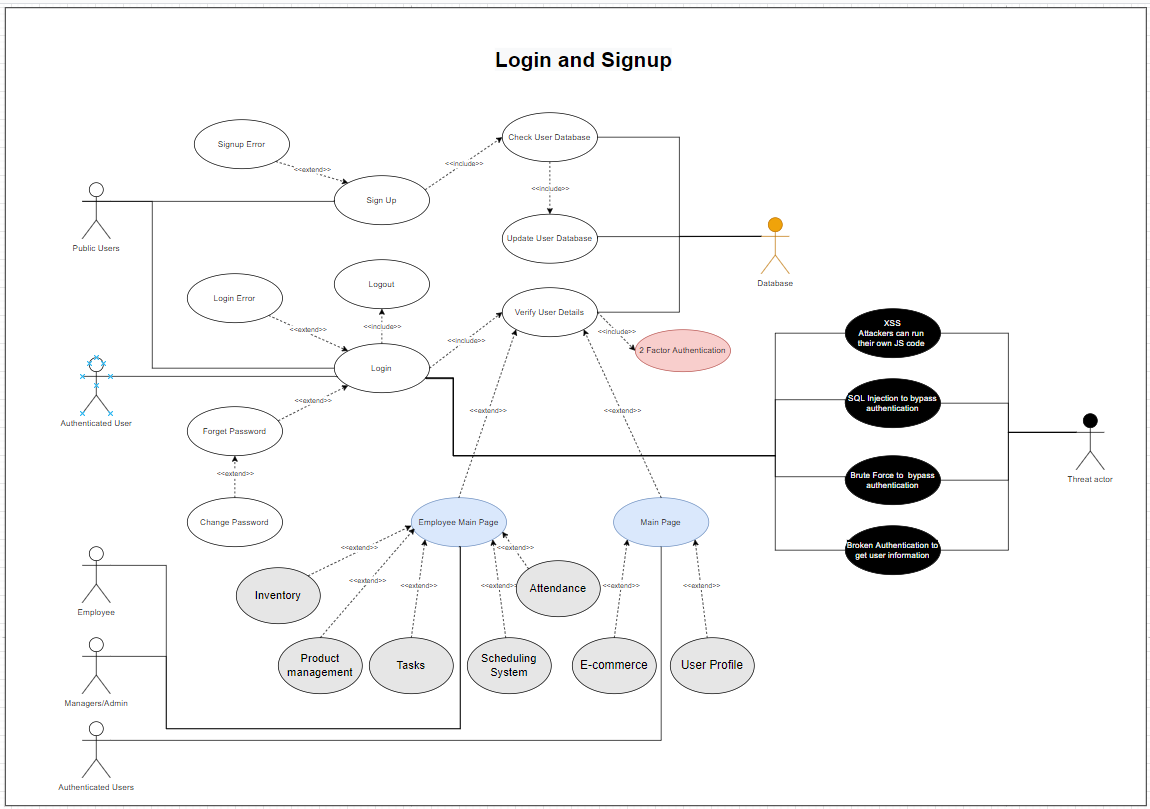 Login and Signup
Signup Error
<<extend>>
Sign Up
<<include>>
Check User Database
<<include>>
Update User Database
Public Users
Database
Login Error
<<extend>>
Logout
<<include>>
Login
<<include>>
Verify User Details
<<include>>
2 Factor Authentication
Authenticated User
<<extend>>
Forget Password
<<extend>>
Change Password
<<extend>>
<<extend>>
XSS
Attackers can run
their own JS code
SQL Injection to bypass
authentication
Brute Force to bypass
authentication
Broken Authentication to
get user information
Threat actor
Employee Main Page
Main Page
<<extend>>
<<extend>>
<<extend>>
<<extend>>
<<extend>>
<<extend>>
<<extend>>
Inventory
Attendance
Product
management
Tasks
Scheduling
System
E-commerce
User Profile
Employee
Managers/Admin
Authenticated Users